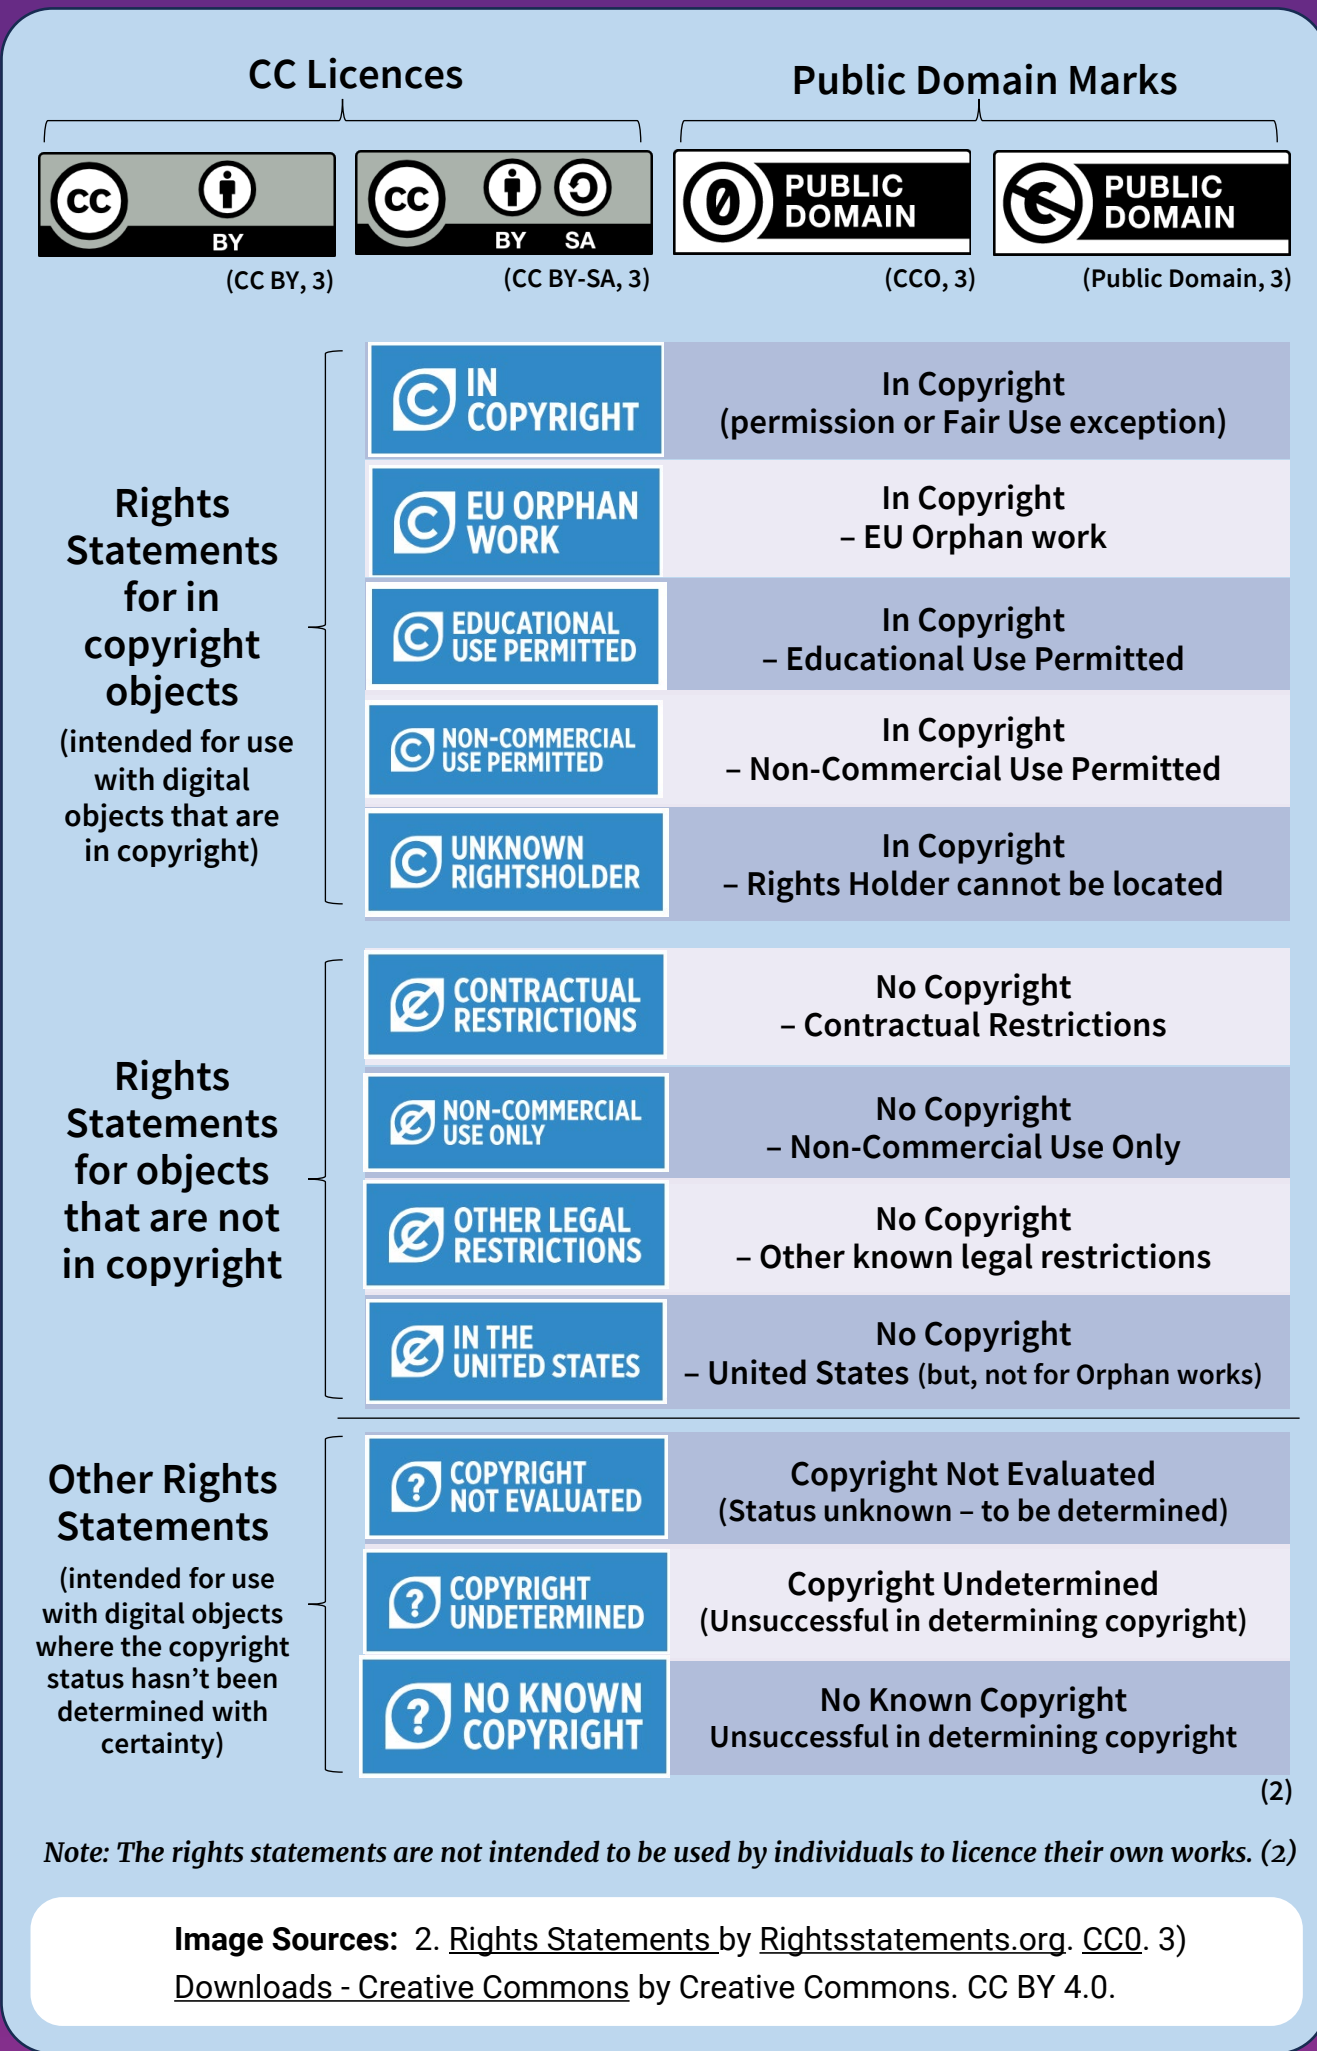 CC Licences
Public Domain Marks
cc
BY
cc
BY SA
0 PUBLIC
DOMAIN
C PUBLIC
DOMAIN
(CC BY, 3)
(CC BY-SA, 3)
(CCO, 3)
(Public Domain, 3)
Rights
Statements
for in
copyright
objects
(intended for use
with digital
objects that are
in copyright)
C IN
COPYRIGHT
In Copyright
(permission or Fair Use exception)
C EU ORPHAN
WORK
In Copyright
– EU Orphan work
C EDUCATIONAL
USE PERMITTED
In Copyright
– Educational Use Permitted
C NON-COMMERCIAL
USE PERMITTED
In Copyright
– Non-Commercial Use Permitted
C UNKNOWN
RIGHTSHOLDER
In Copyright
– Rights Holder cannot be located
Rights
Statements
for objects
that are not
in copyright
C CONTRACTUAL
RESTRICTIONS
No Copyright
– Contractual Restrictions
C NON-COMMERCIAL
USE ONLY
No Copyright
– Non-Commercial Use Only
C OTHER LEGAL
RESTRICTIONS
No Copyright
– Other known legal restrictions
C IN THE
UNITED STATES
No Copyright
– United States (but, not for Orphan works)
Other Rights
Statements
(intended for use
with digital objects
where the copyright
status hasn't been
determined with
certainty)
? COPYRIGHT
NOT EVALUATED
Copyright Not Evaluated
(Status unknown – to be determined)
? COPYRIGHT
UNDETERMINED
Copyright Undetermined
(Unsuccessful in determining copyright)
? NO KNOWN
COPYRIGHT
No Known Copyright
Unsuccessful in determining copyright
(2)
Note: The rights statements are not intended to be used by individuals to licence their own works. (2)
Image Sources: 2. Rights Statements by Rightsstatements.org. CC0. 3)
Downloads - Creative Commons by Creative Commons. CC BY 4.0.